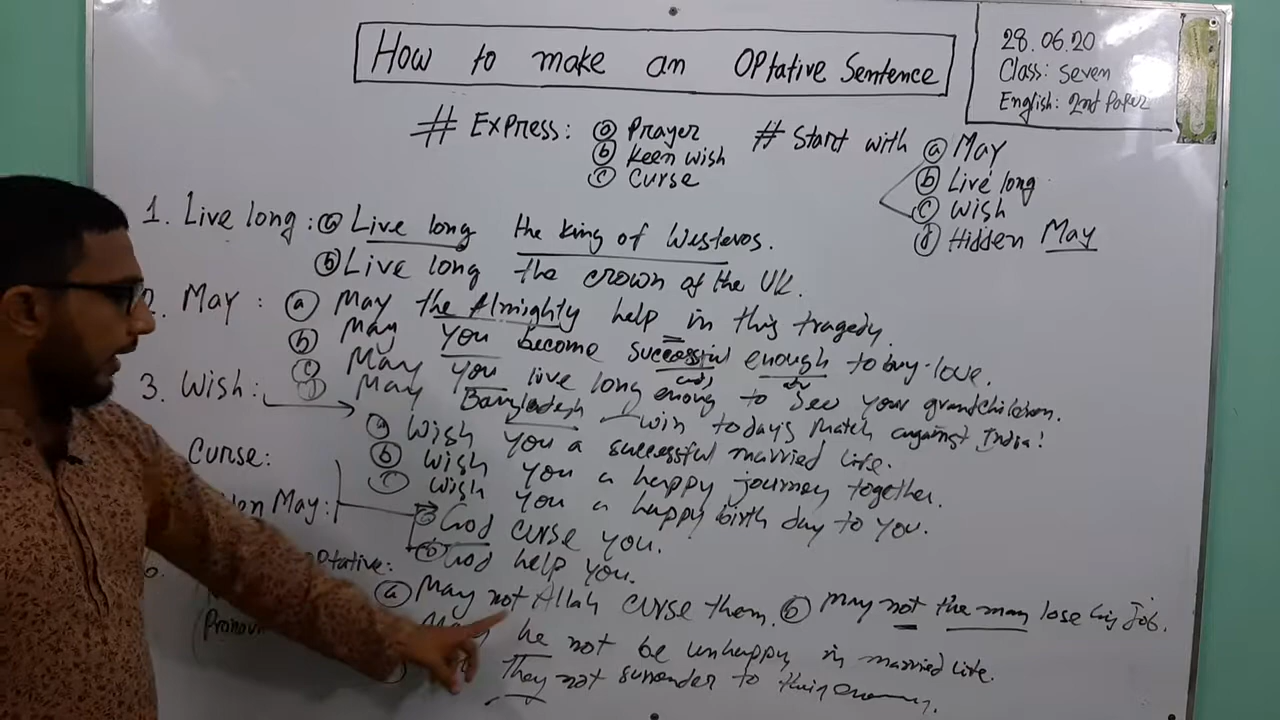 How to make an Optative Sentence
28.06.20
Class: Seven
English: 2nd Paper
# Express: (a) Prayer
(b) keen wish
(c) Curse
# Start with (a) May
(b) Live long
(c) Wish
(d) Hidden May
1. Live long: (a) Live long the king of Westeros.
(b) Live long the crown of the UK.
2. May: (a) May the Almighty help in this tragedy.
(b) May you become successful enough to buy love.
(c) May you live long enoug to see your grandchildren.
(d) May Bangladesh win today's match against India!
3. Wish:
(a) Wish you a successful married life.
(b) Wish you a happy journey together.
(c) Wish you a happy birth day to you.
Curse:
May:
(a) God curse you.
(b) God help you.
Optative:
(a) May not Allah curse them. (b) May not the man lose his job.
he not be unhappy in married life.
They not surrender to their enemy.